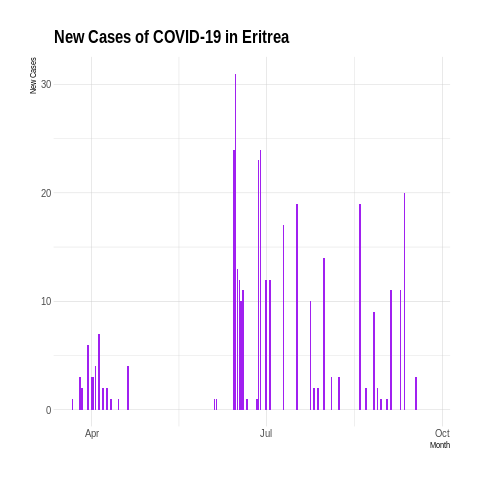 New Cases of COVID-19 in Eritrea
New Cases
30
20
10
0
Apr
Jul
Oct
Month